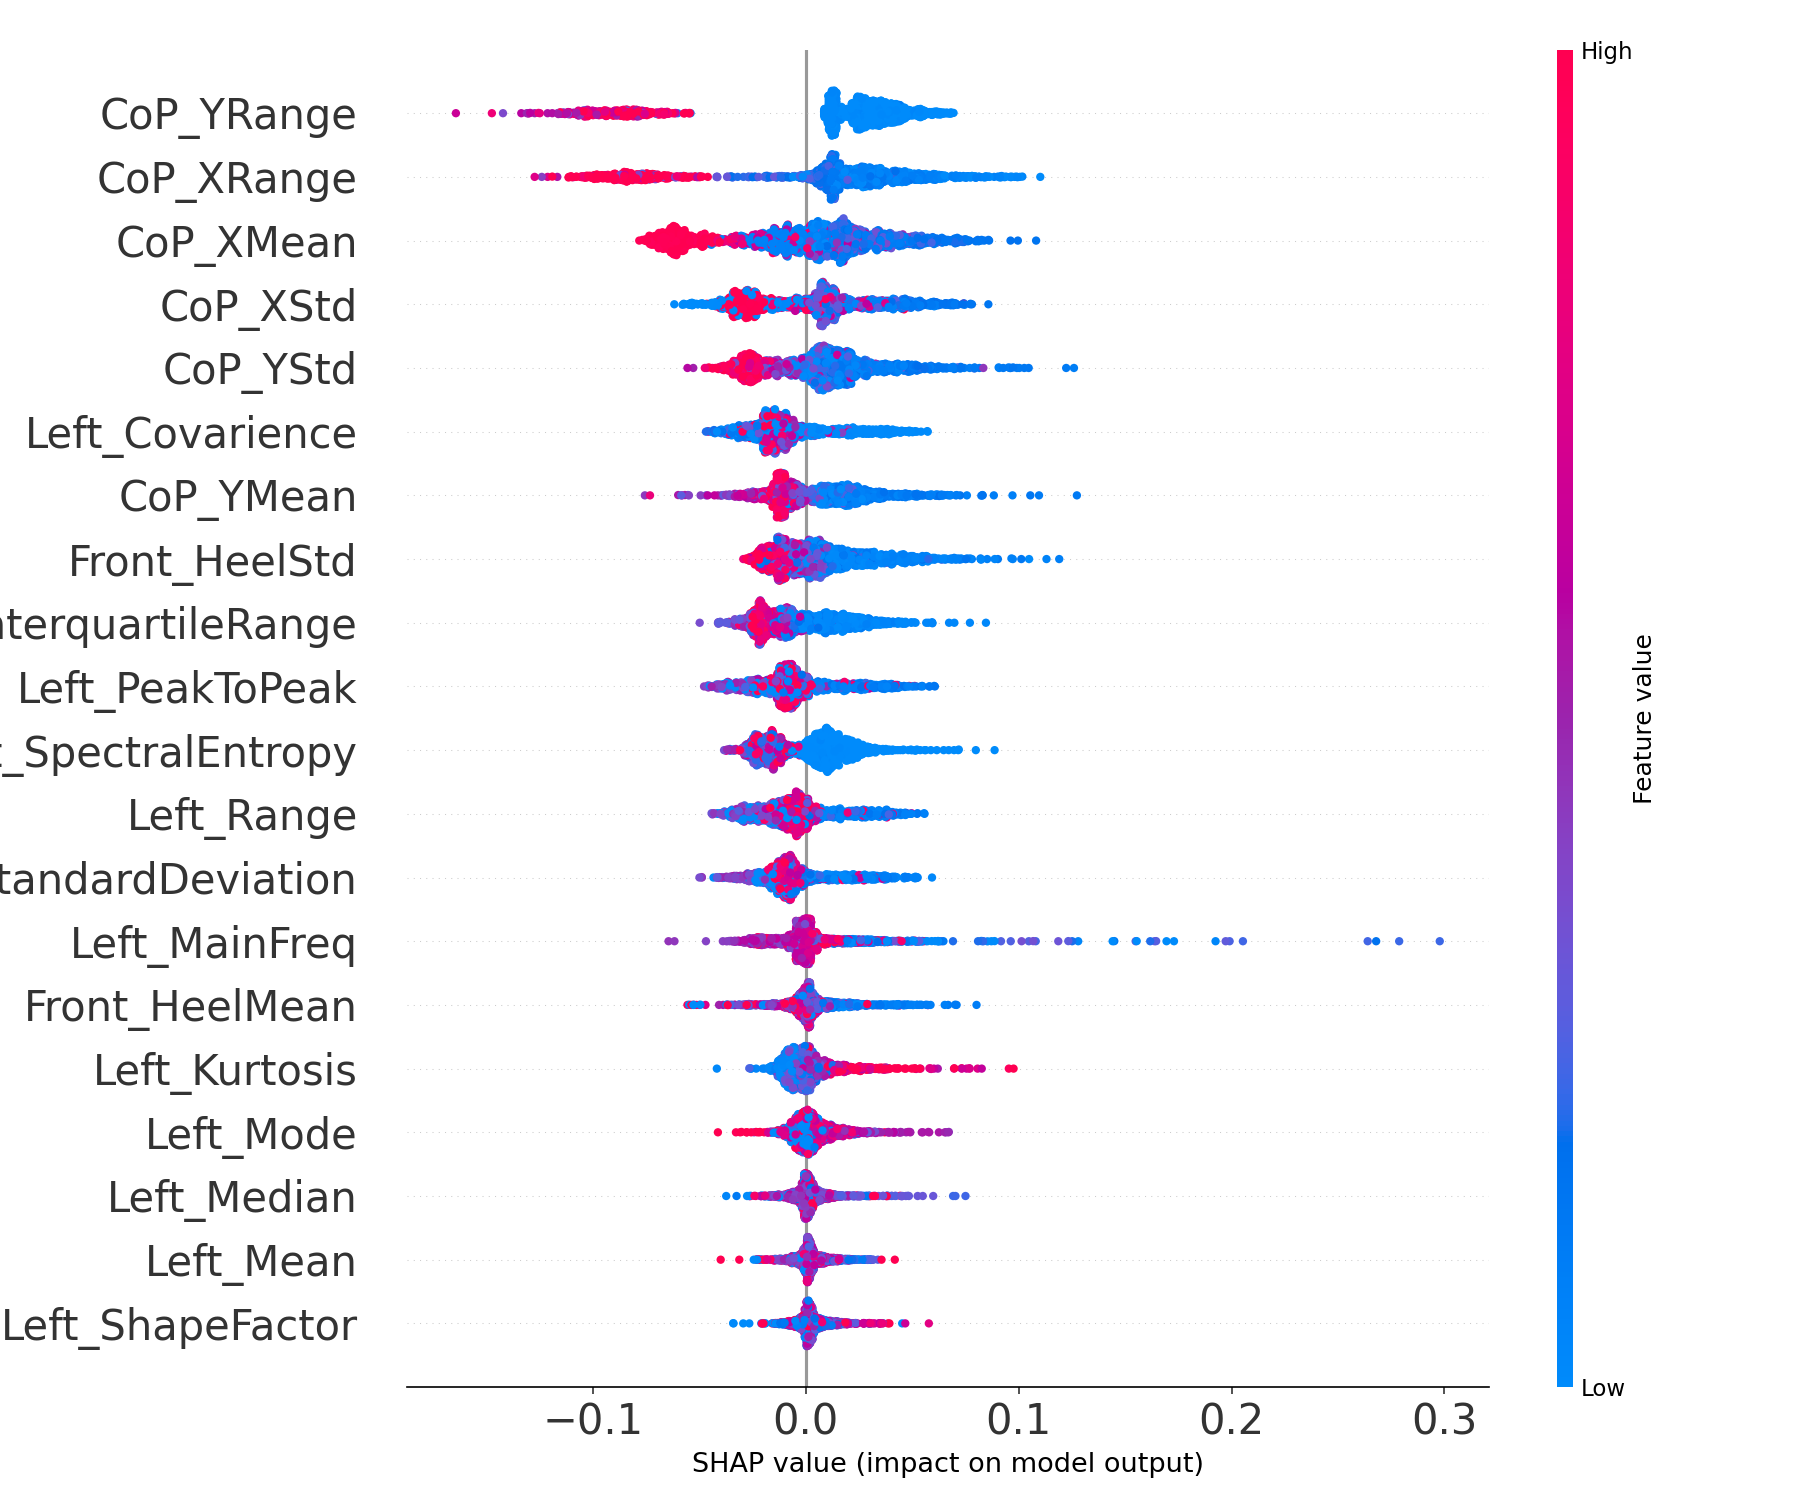 High
CoP_YRange
CoP_XRange
CoP_XMean
CoP_XStd
CoP_YStd
Left_Covarience
CoP_YMean
Front_HeelStd
nterquartileRange
Left_PeakToPeak
t_SpectralEntropy
Left_Range
tandardDeviation
Left_MainFreq
Front_HeelMean
Left_Kurtosis
Left_Mode
Left_Median
Left_Mean
Left_ShapeFactor
Feature value
Low
−0.1 0.0 0.1 0.2 0.3
SHAP value (impact on model output)